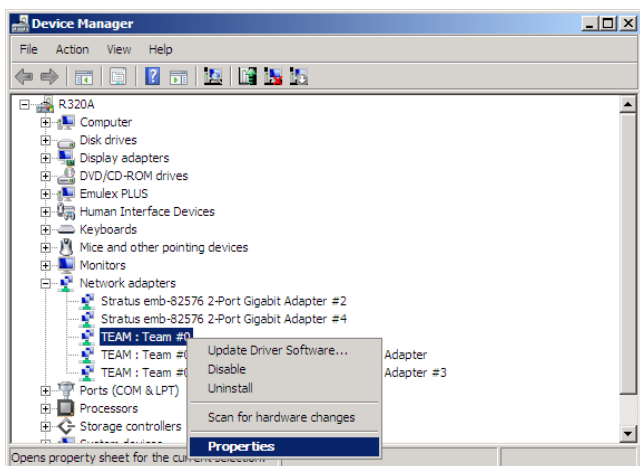 Device Manager
File Action View Help
R320A
Computer
Disk drives
Display adapters
DVD/CD-ROM drives
Emulex PLUS
Human Interface Devices
Keyboards
Mice and other pointing devices
Monitors
Network adapters
Stratus emb-82576 2-Port Gigabit Adapter #2
Stratus emb-82576 2-Port Gigabit Adapter #4
TEAM : Team #0
TEAM : Team #0 Adapter
TEAM : Team #0 Adapter #3
Ports (COM & LPT)
Processors
Storage controllers
System devices
Update Driver Software...
Disable
Uninstall
Scan for hardware changes
Properties
Opens property sheet for the current selection.